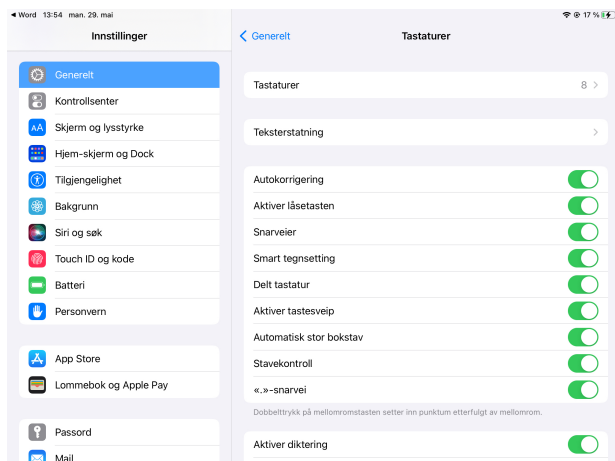 ◀ Word 13:54 man. 29. mai 17 %
Innstillinger
Generelt
Kontrollsenter
AA Skjerm og lysstyrke
Hjem-skjerm og Dock
Tilgjengelighet
Bakgrunn
Siri og søk
Touch ID og kode
Batteri
Personvern
App Store
Lommebok og Apple Pay
Passord
Mail
Generelt Tastaturer
Tastaturer 8
Teksterstatning
Autokorrigering
Aktiver låsetasten
Snarveier
Smart tegnsetting
Delt tastatur
Aktiver tastesveip
Automatisk stor bokstav
Stavekontroll
«.»-snarvei
Dobbelttrykk på mellomromstasten setter inn punktum etterfulgt av mellomrom.
Aktiver diktering